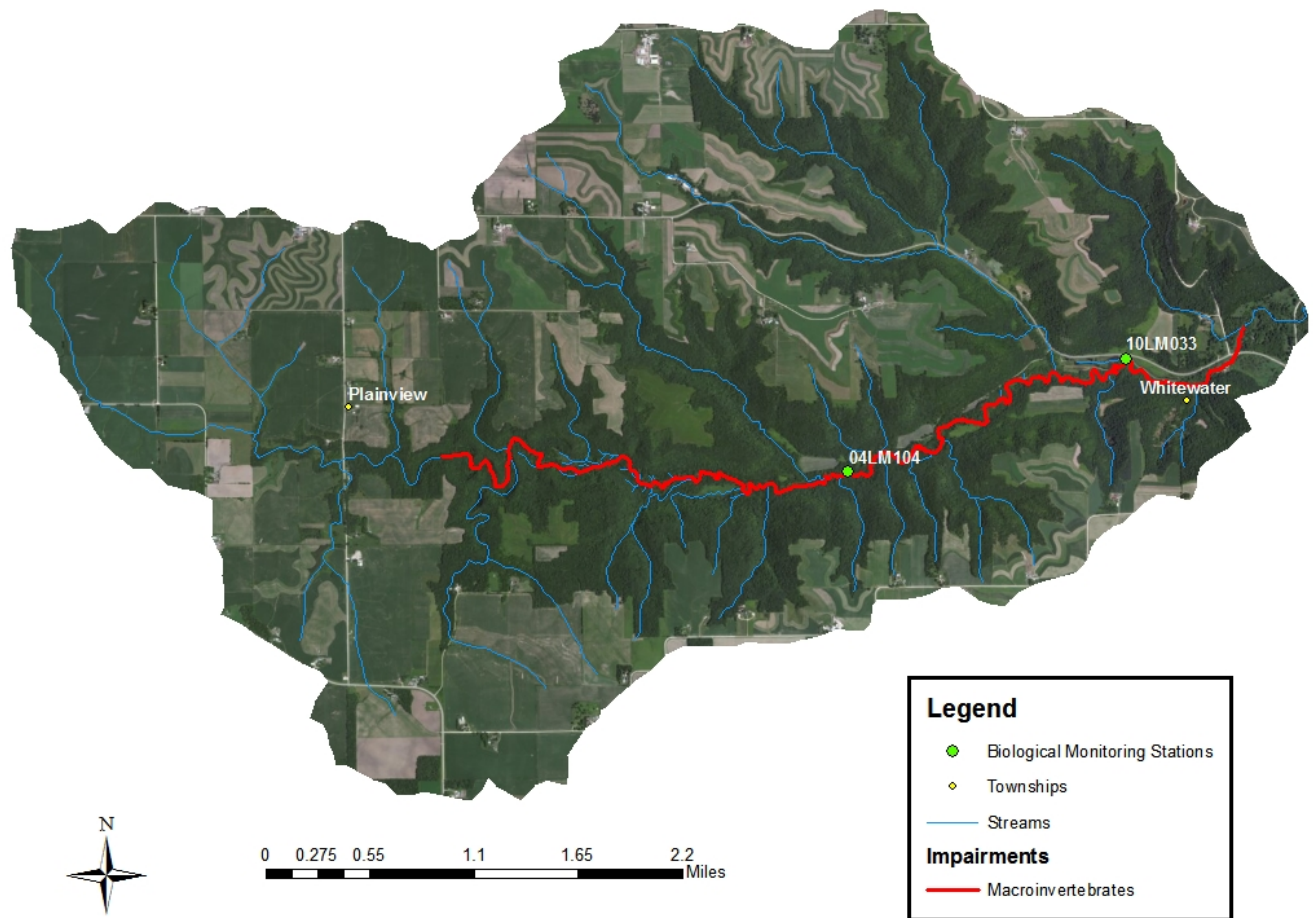 10LM033
Whitewater
Plainview
04LM104
Legend
Biological Monitoring Stations
Townships
Streams
Impairments
Macroinvertebrates
N
0 0.275 0.55 1.1 1.65 2.2
Miles